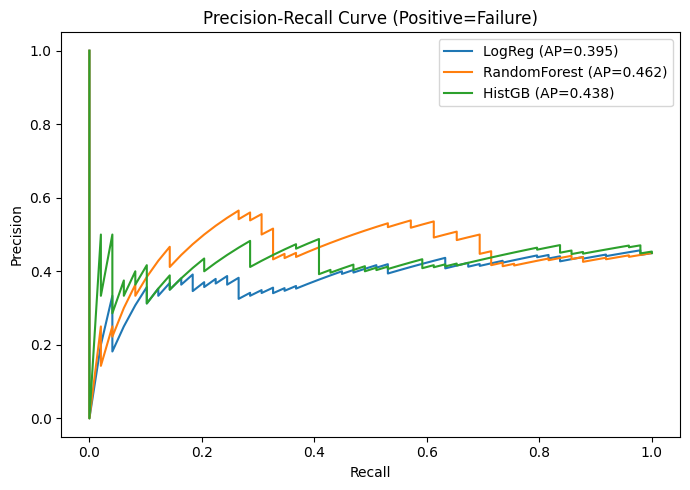 Precision-Recall Curve (Positive=Failure)
LogReg (AP=0.395)
RandomForest (AP=0.462)
HistGB (AP=0.438)
1.0
0.8
0.6
0.4
0.2
0.0
Precision
0.0 0.2 0.4 0.6 0.8 1.0
Recall